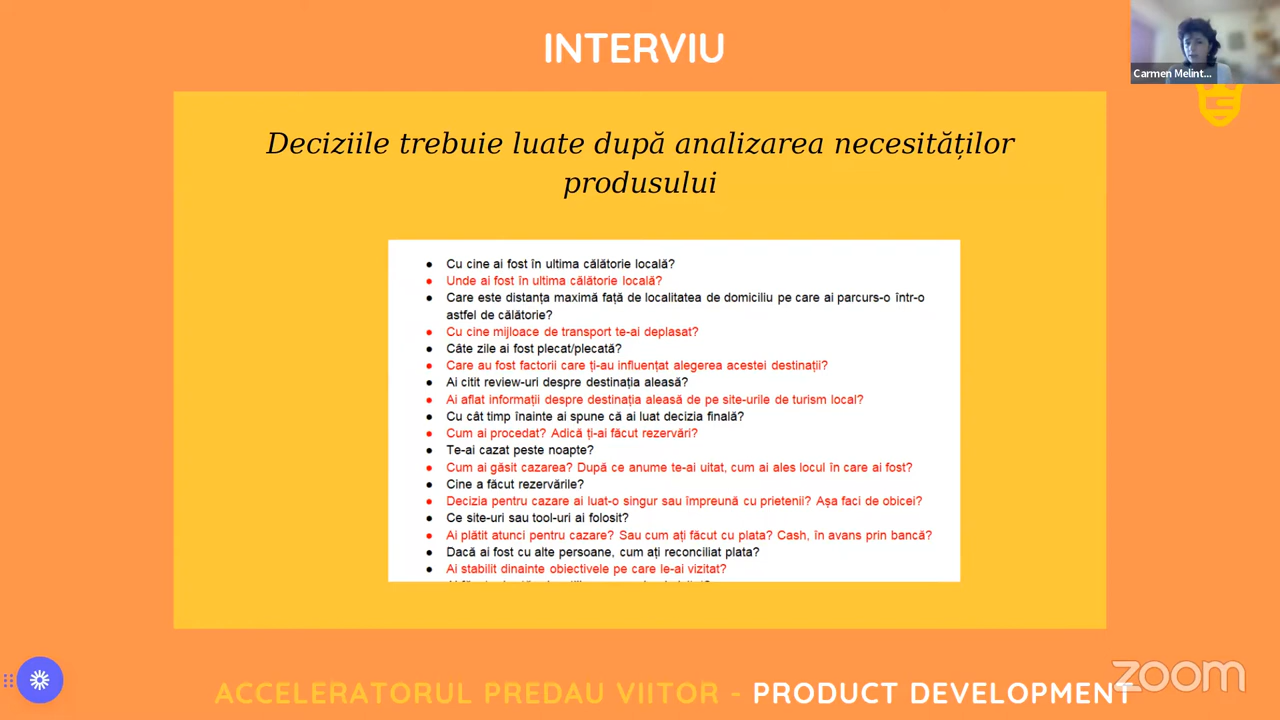 INTERVIU
Carmen Melint...
Deciziile trebuie luate după analizarea necesităților
produsului
Cu cine ai fost în ultima călătorie locală?
Unde ai fost în ultima călătorie locală?
Care este distanța maximă față de localitatea de domiciliu pe care ai parcurs-o într-o
astfel de călătorie?
Cu cine mijloace de transport te-ai deplasat?
Câte zile ai fost plecat/plecată?
Care au fost factorii care ți-au influențat alegerea acestei destinații?
Ai citit review-uri despre destinația aleasă?
Ai aflat informații despre destinația aleasă de pe site-urile de turism local?
Cu cât timp înainte ai spune că ai luat decizia finală?
Cum ai procedat? Adică ți-ai făcut rezervări?
Te-ai cazat peste noapte?
Cum ai găsit cazarea? După ce anume te-ai uitat, cum ai ales locul în care ai fost?
Cine a făcut rezervările?
Decizia pentru cazare ai luat-o singur sau împreună cu prietenii? Așa faci de obicei?
Ce site-uri sau tool-uri ai folosit?
Ai plătit atunci pentru cazare? Sau cum ați făcut cu plata? Cash, în avans prin bancă?
Dacă ai fost cu alte persoane, cum ați reconciliat plata?
Ai stabilit dinainte obiectivele pe care le-ai vizitat?
ACCELERATORUL PREDAU VIITOR - PRODUCT DEVELOPMENT
zoom